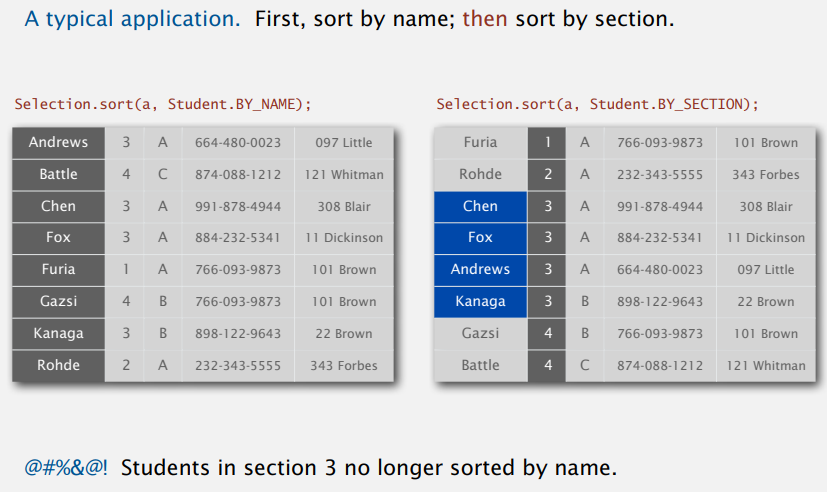 A typical application. First, sort by name; then sort by section.
Selection.sort(a, Student.BY_NAME);
Andrews 3 A 664-480-0023 097 Little
Battle 4 C 874-088-1212 121 Whitman
Chen 3 A 991-878-4944 308 Blair
Fox 3 A 884-232-5341 11 Dickinson
Furia 1 A 766-093-9873 101 Brown
Gazsi 4 B 766-093-9873 101 Brown
Kanaga 3 B 898-122-9643 22 Brown
Rohde 2 A 232-343-5555 343 Forbes
Selection.sort(a, Student.BY_SECTION);
Furia 1 A 766-093-9873 101 Brown
Rohde 2 A 232-343-5555 343 Forbes
Chen 3 A 991-878-4944 308 Blair
Fox 3 A 884-232-5341 11 Dickinson
Andrews 3 A 664-480-0023 097 Little
Kanaga 3 B 898-122-9643 22 Brown
Gazsi 4 B 766-093-9873 101 Brown
Battle 4 C 874-088-1212 121 Whitman
@#%&@! Students in section 3 no longer sorted by name.